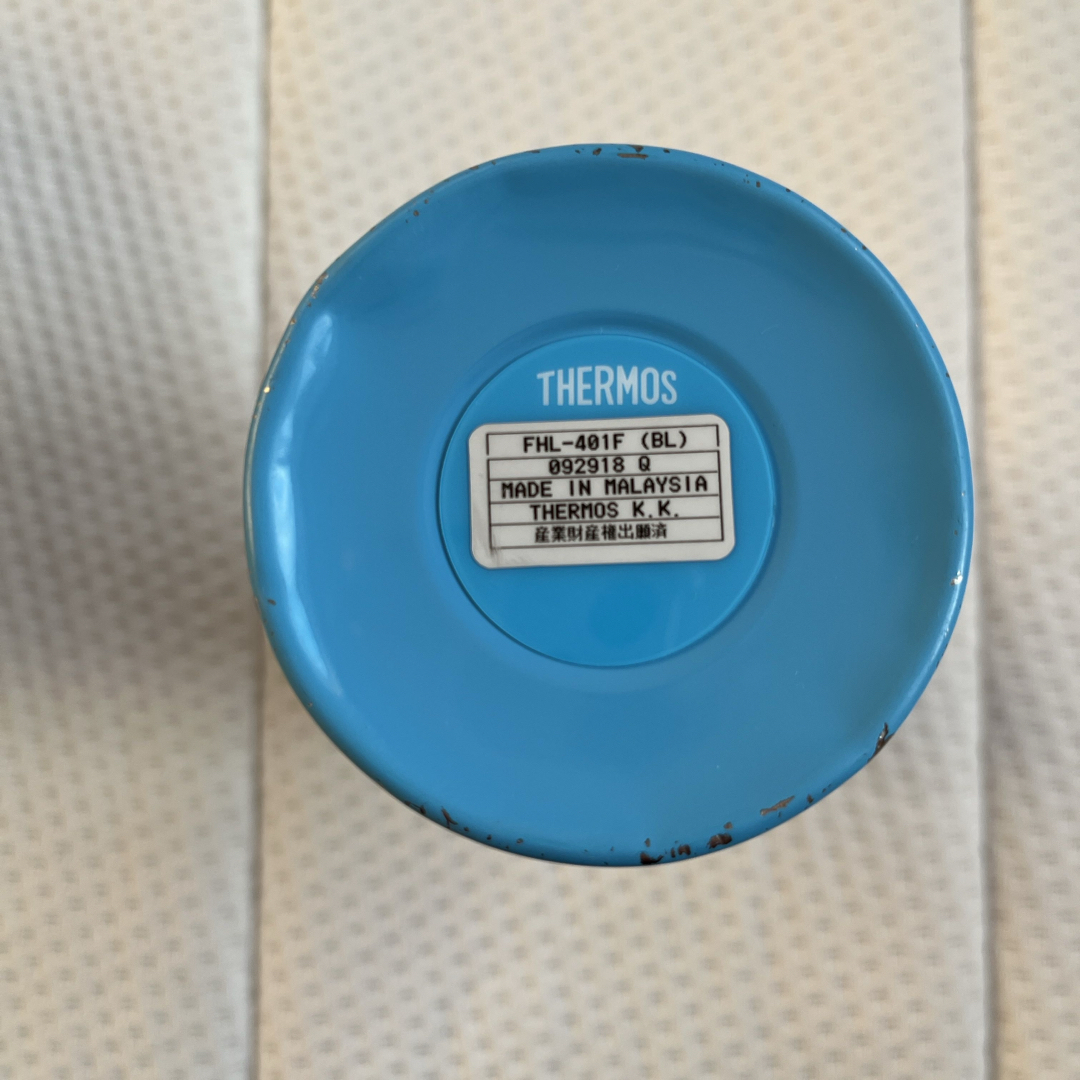 THERMOS
FHL-401F (BL)
092918 Q
MADE IN MALAYSIA
THERMOS K.K.
産業財産権出願済